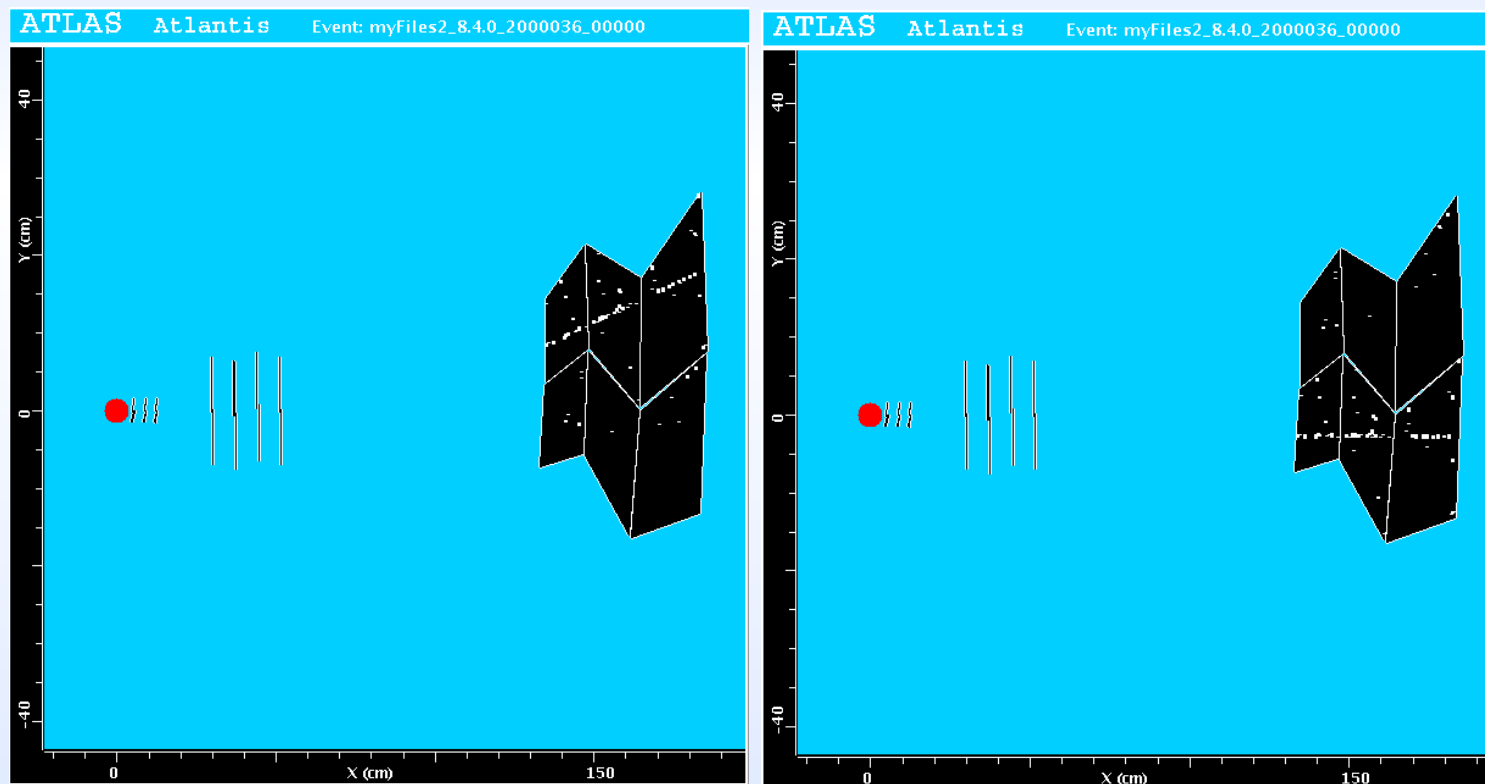 ATLAS Atlantis Event: myFiles2_8.4.0_2000036_00000
40
Y (cm)
0
-40
0 X (cm) 150
ATLAS Atlantis Event: myFiles2_8.4.0_2000036_00000
40
Y (cm)
0
-40
0 X (cm) 150